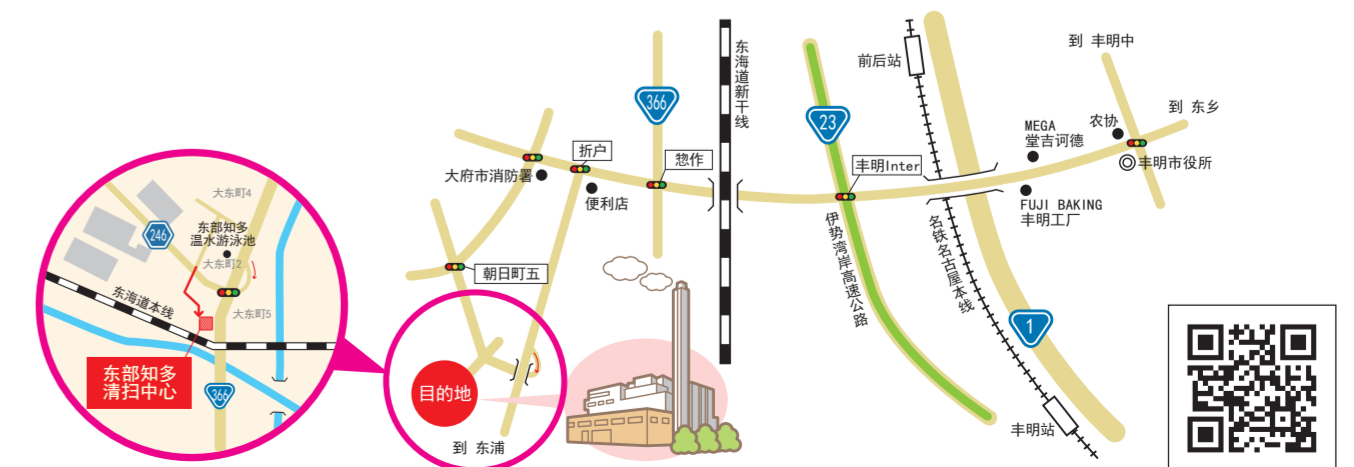 大东町4
246
东部知多
温水游泳池
大东町2
东海道本线
大东町5
东部知多
清扫中心
366
大府市消防署
折户
便利店
366
惣作
朝日町五
目的地
到 东浦
东海道新干线
23
丰明Inter
伊势湾岸高速公路
前后站
名铁名古屋本线
1
丰明站
MEGA
堂吉诃德
FUJI BAKING
丰明工厂
农协
到 丰明中
到 东乡
丰明市役所